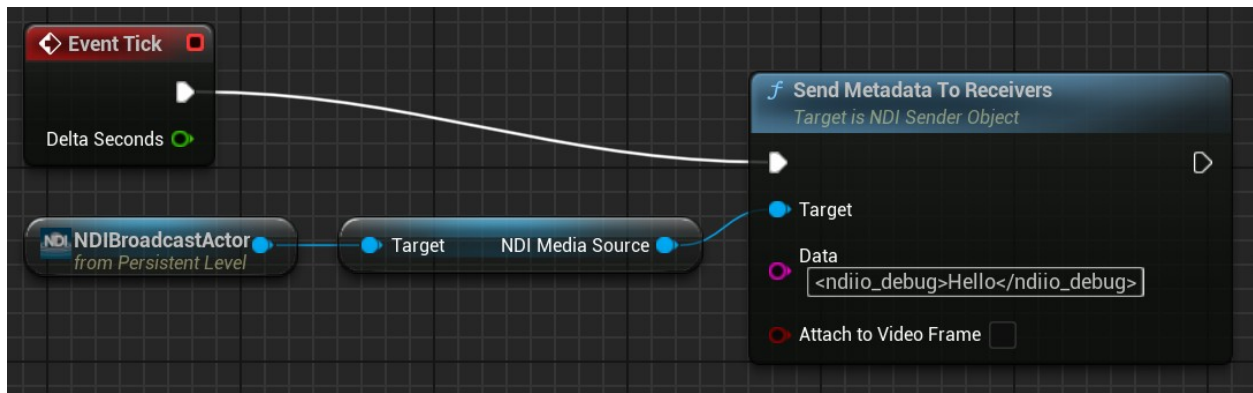 Event Tick
Delta Seconds
NDI NDIBroadcastActor
from Persistent Level
Target NDI Media Source
f Send Metadata To Receivers
Target is NDI Sender Object
Target
Data
<ndiio_debug>Hello</ndiio_debug>
Attach to Video Frame